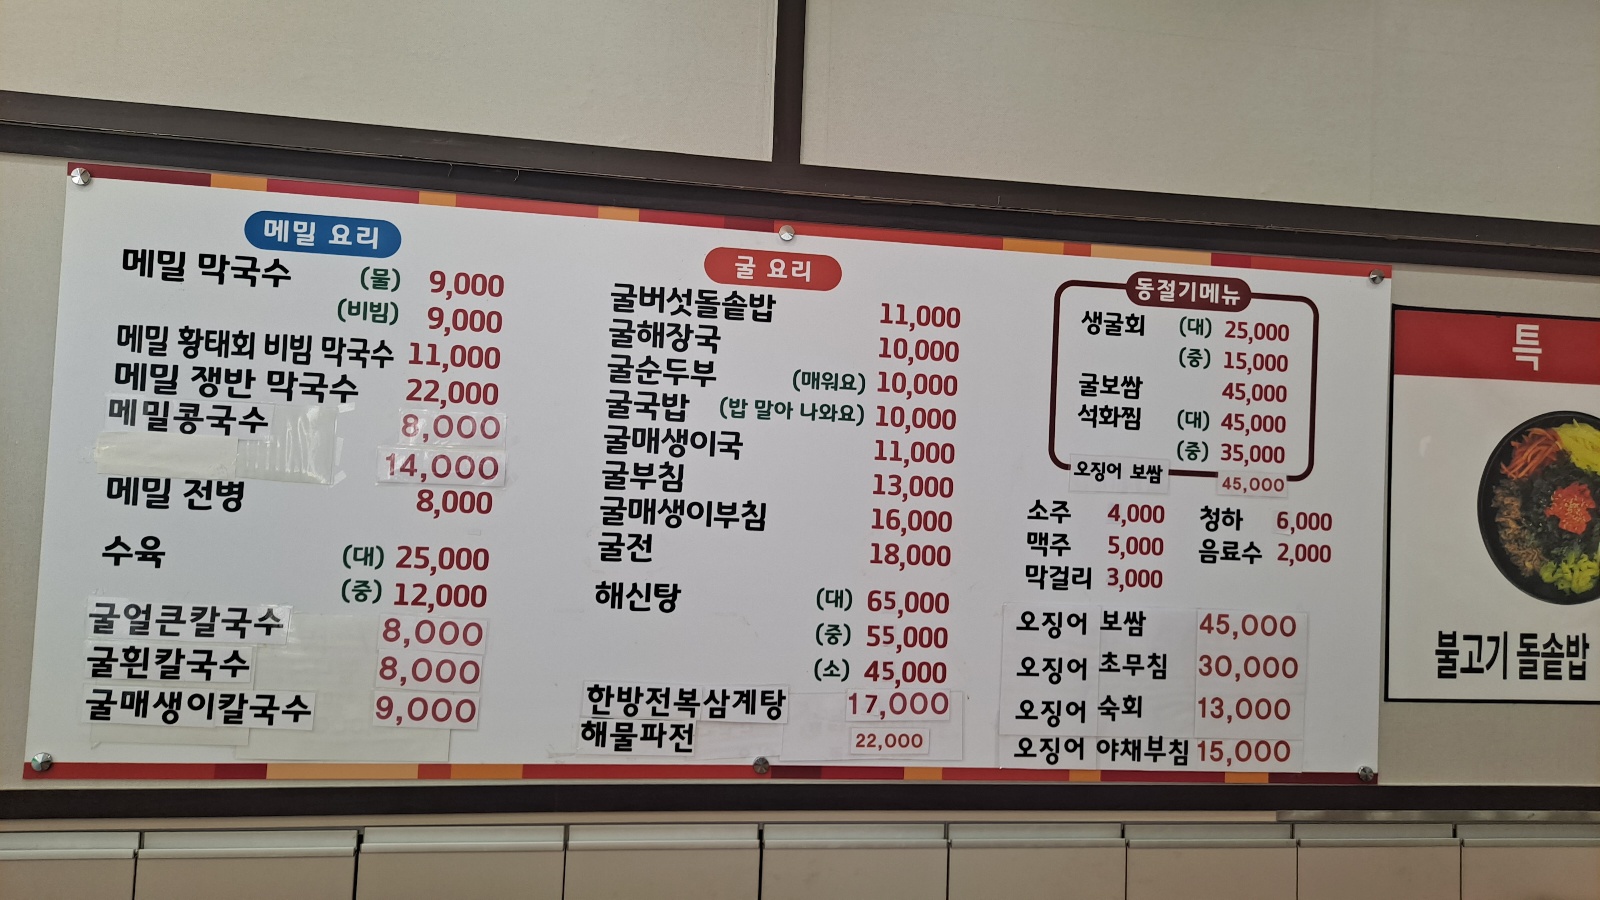 메밀 요리
메밀 막국수 (물) 9,000
(비빔) 9,000
메밀 황태회 비빔 막국수 11,000
메밀 쟁반 막국수 22,000
메밀콩국수 8,000
14,000
메밀 전병 8,000
수육 (대) 25,000
(중) 12,000
굴얼큰칼국수 8,000
굴흰칼국수 8,000
굴매생이칼국수 9,000
굴 요리
굴버섯돌솥밥 11,000
굴해장국 10,000
굴순두부 (매워요) 10,000
굴국밥 (밥 말아 나와요) 10,000
굴매생이국 11,000
굴부침 13,000
굴매생이부침 16,000
굴전 18,000
해신탕 (대) 65,000
(중) 55,000
(소) 45,000
한방전복삼계탕 17,000
해물파전 22,000
동절기메뉴
생굴회 (대) 25,000
(중) 15,000
굴보쌈 45,000
석화찜 (대) 45,000
(중) 35,000
오징어 보쌈 45,000
소주 4,000 청하 6,000
맥주 5,000 음료수 2,000
막걸리 3,000
오징어 보쌈 45,000
오징어 초무침 30,000
오징어 숙회 13,000
오징어 야채부침 15,000
특
불고기 돌솥밥